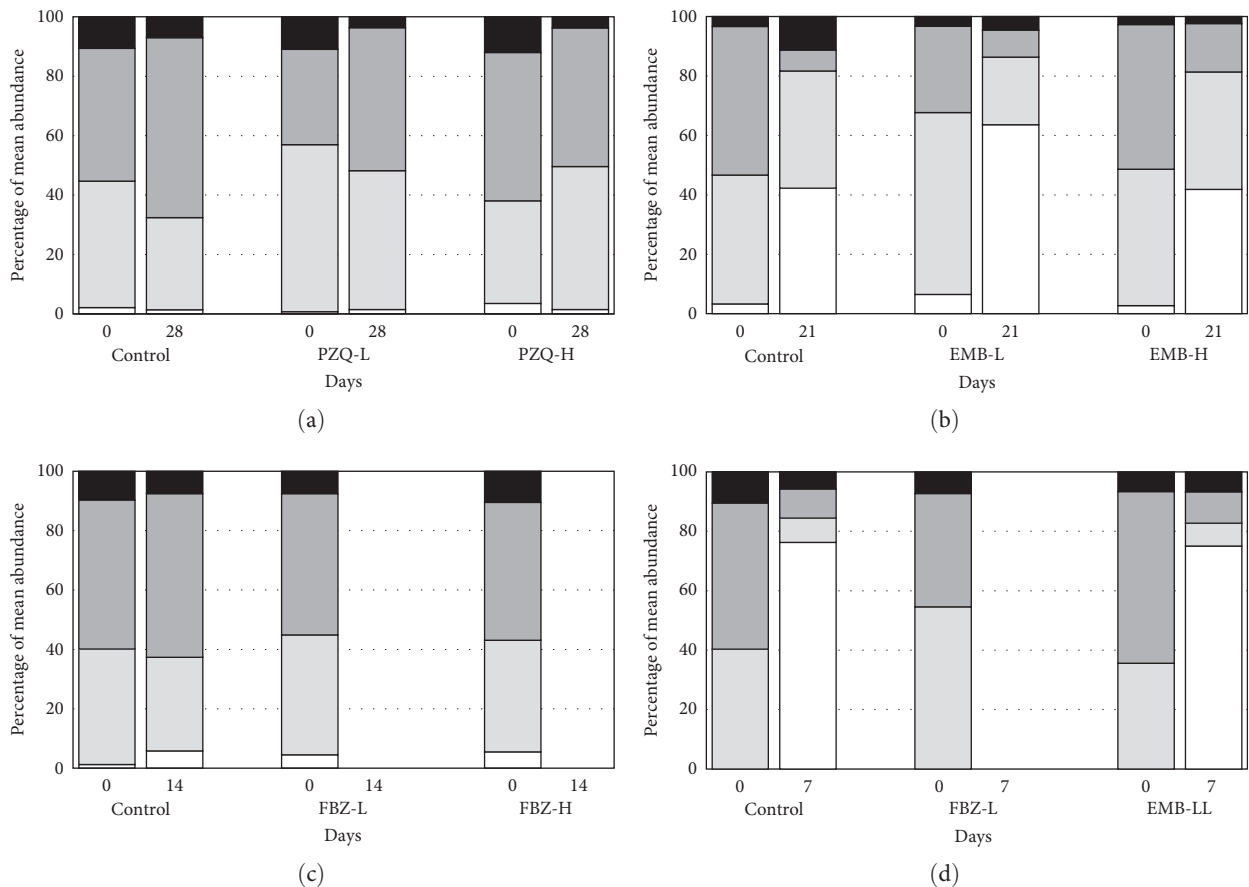 Percentage of mean abundance
100
80
60
40
20
0
0 28 0 28 0 28
Control PZQ-L PZQ-H
Days
(a)
Percentage of mean abundance
100
80
60
40
20
0
0 21 0 21 0 21
Control EMB-L EMB-H
Days
(b)
Percentage of mean abundance
100
80
60
40
20
0
0 14 0 14 0 14
Control FBZ-L FBZ-H
Days
(c)
Percentage of mean abundance
100
80
60
40
20
0
0 7 0 7 0 7
Control FBZ-L EMB-LL
Days
(d)